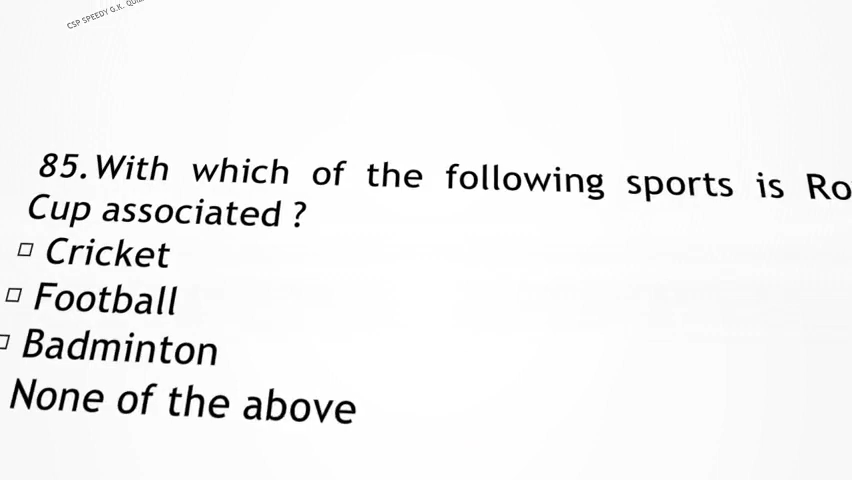 CSP SPEEDY G.K.
85. With which of the following sports is
Cup associated ?
Cricket
Football
Badminton
None of the above